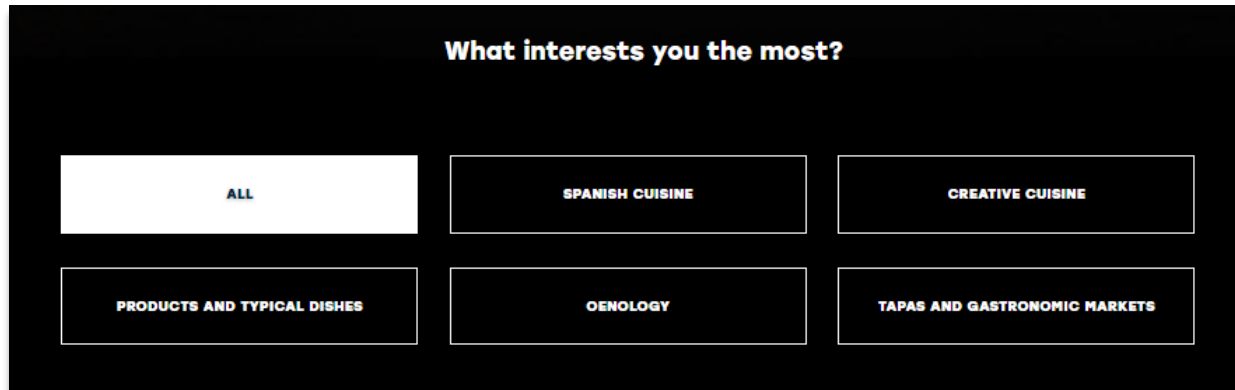 What interests you the most?
ALL
SPANISH CUISINE
CREATIVE CUISINE
PRODUCTS AND TYPICAL DISHES
OENOLOGY
TAPAS AND GASTRONOMIC MARKETS